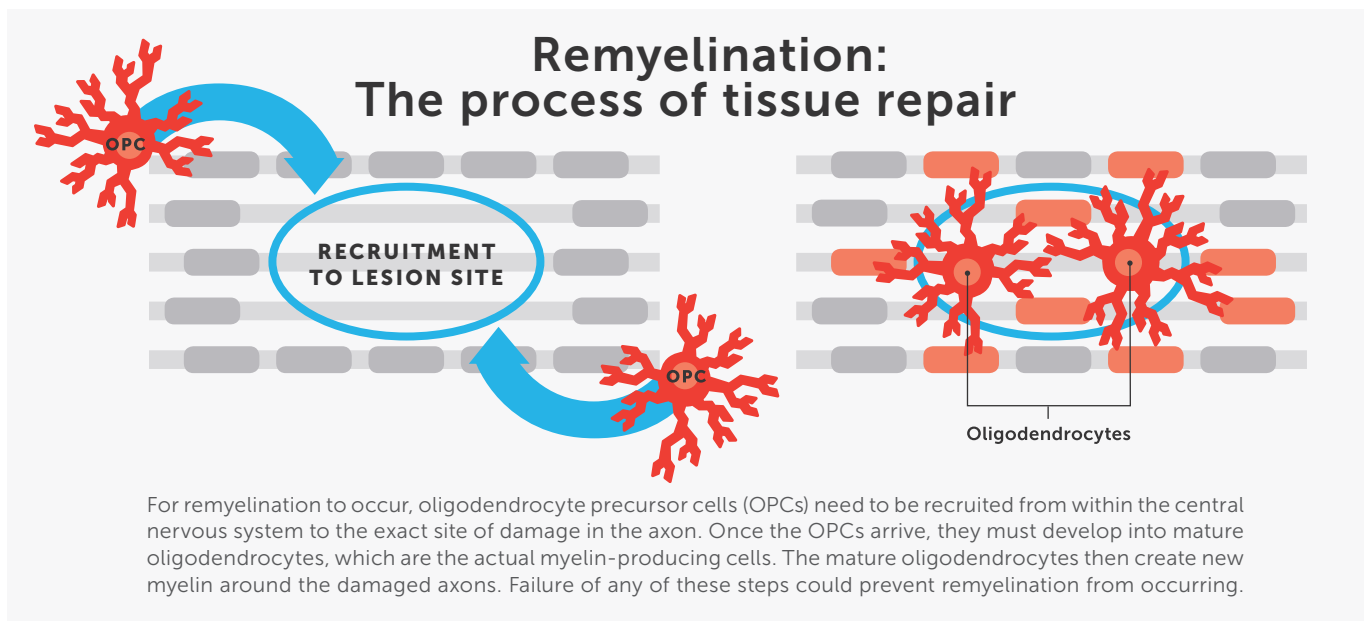 Remyelination:
The process of tissue repair
OPC
RECRUITMENT
TO LESION SITE
OPC
Oligodendrocytes
For remyelination to occur, oligodendrocyte precursor cells (OPCs) need to be recruited from within the central
nervous system to the exact site of damage in the axon. Once the OPCs arrive, they must develop into mature
oligodendrocytes, which are the actual myelin-producing cells. The mature oligodendrocytes then create new
myelin around the damaged axons. Failure of any of these steps could prevent remyelination from occurring.